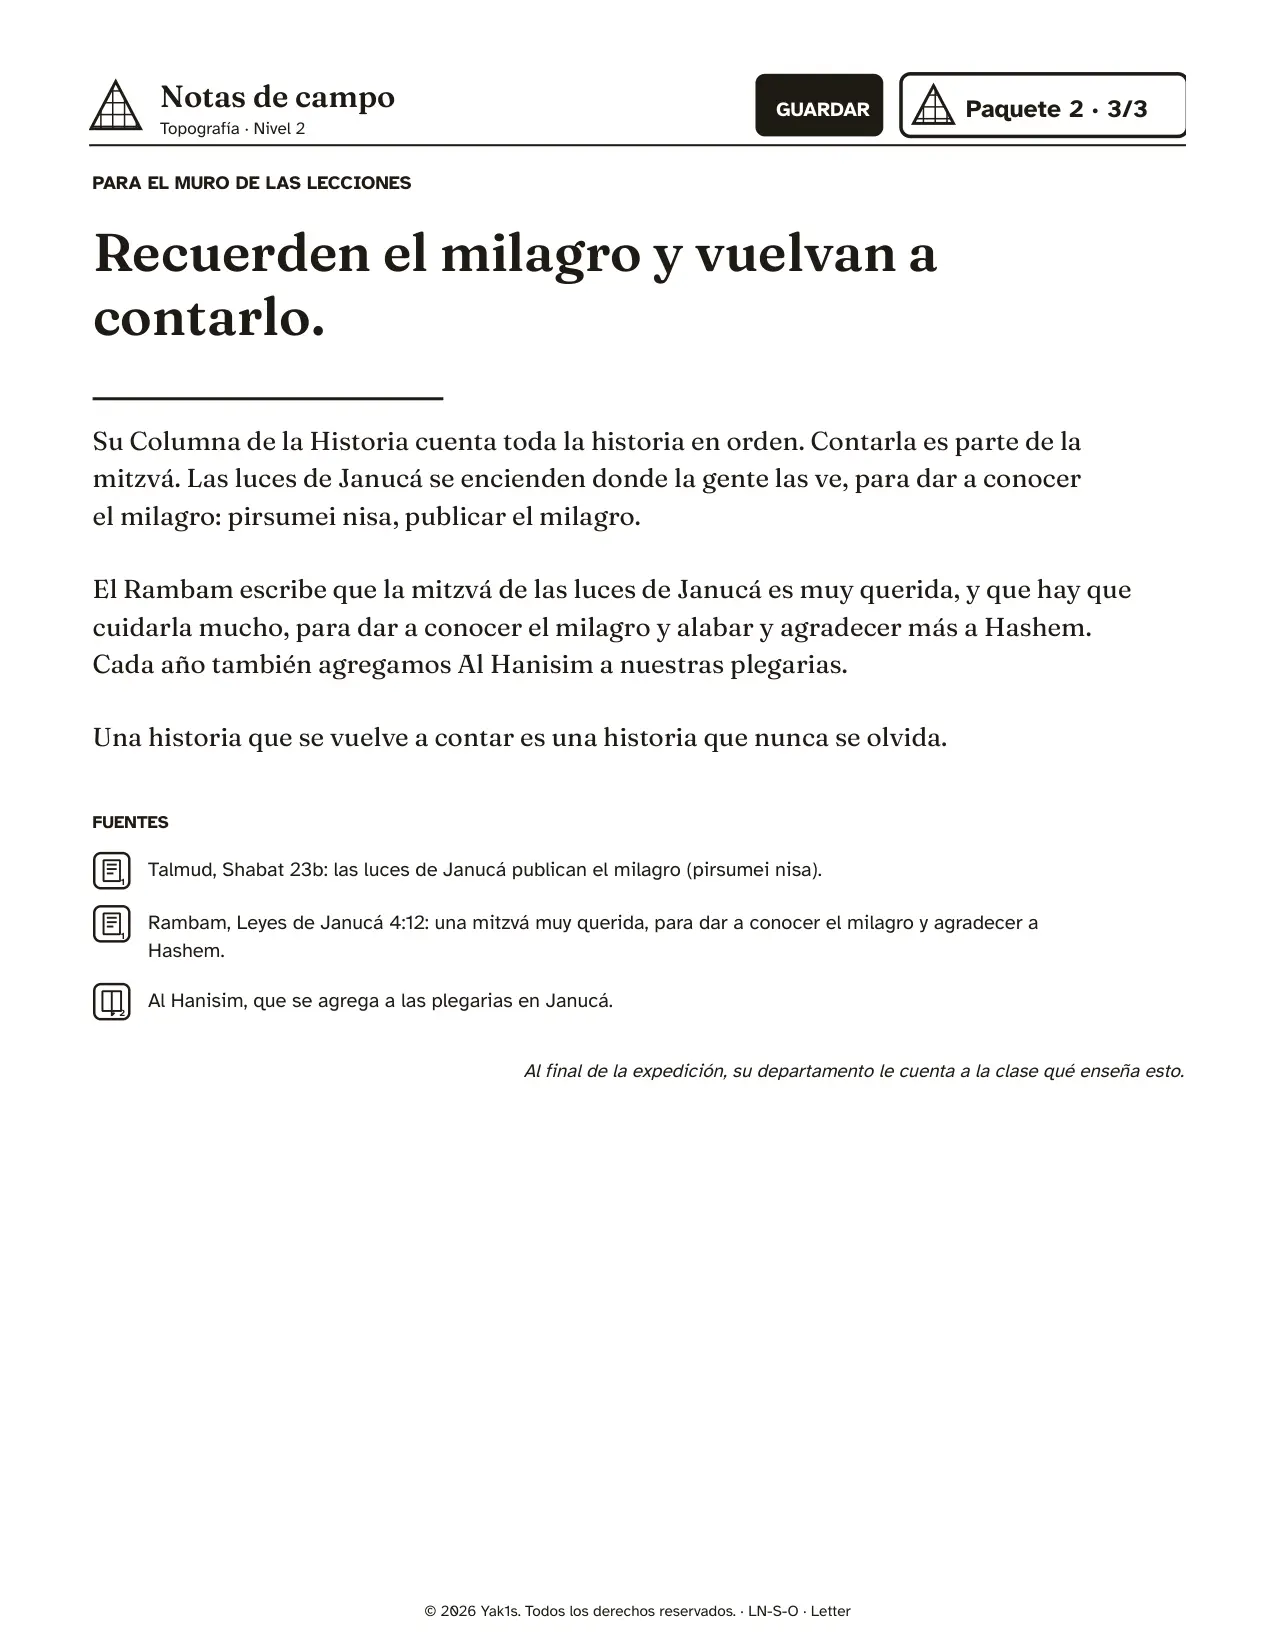 Notas de campo
Topografía · Nivel 2
GUARDAR
Paquete 2 · 3/3
PARA EL MURO DE LAS LECCIONES
Recuerden el milagro y vuelvan a
contarlo.
Su Columna de la Historia cuenta toda la historia en orden. Contarla es parte de la
mitzvá. Las luces de Janucá se encienden donde la gente las ve, para dar a conocer
el milagro: pirsumei nisa, publicar el milagro.
El Rambam escribe que la mitzvá de las luces de Janucá es muy querida, y que hay que
cuidarla mucho, para dar a conocer el milagro y alabar y agradecer más a Hashem.
Cada año también agregamos Al Hanisim a nuestras plegarias.
Una historia que se vuelve a contar es una historia que nunca se olvida.
FUENTES
1
Talmud, Shabat 23b: las luces de Janucá publican el milagro (pirsumei nisa).
1
Rambam, Leyes de Janucá 4:12: una mitzvá muy querida, para dar a conocer el milagro y agradecer a
Hashem.
2
Al Hanisim, que se agrega a las plegarias en Janucá.
Al final de la expedición, su departamento le cuenta a la clase qué enseña esto.
© 2026 Yak1s. Todos los derechos reservados. · LN-S-O · Letter